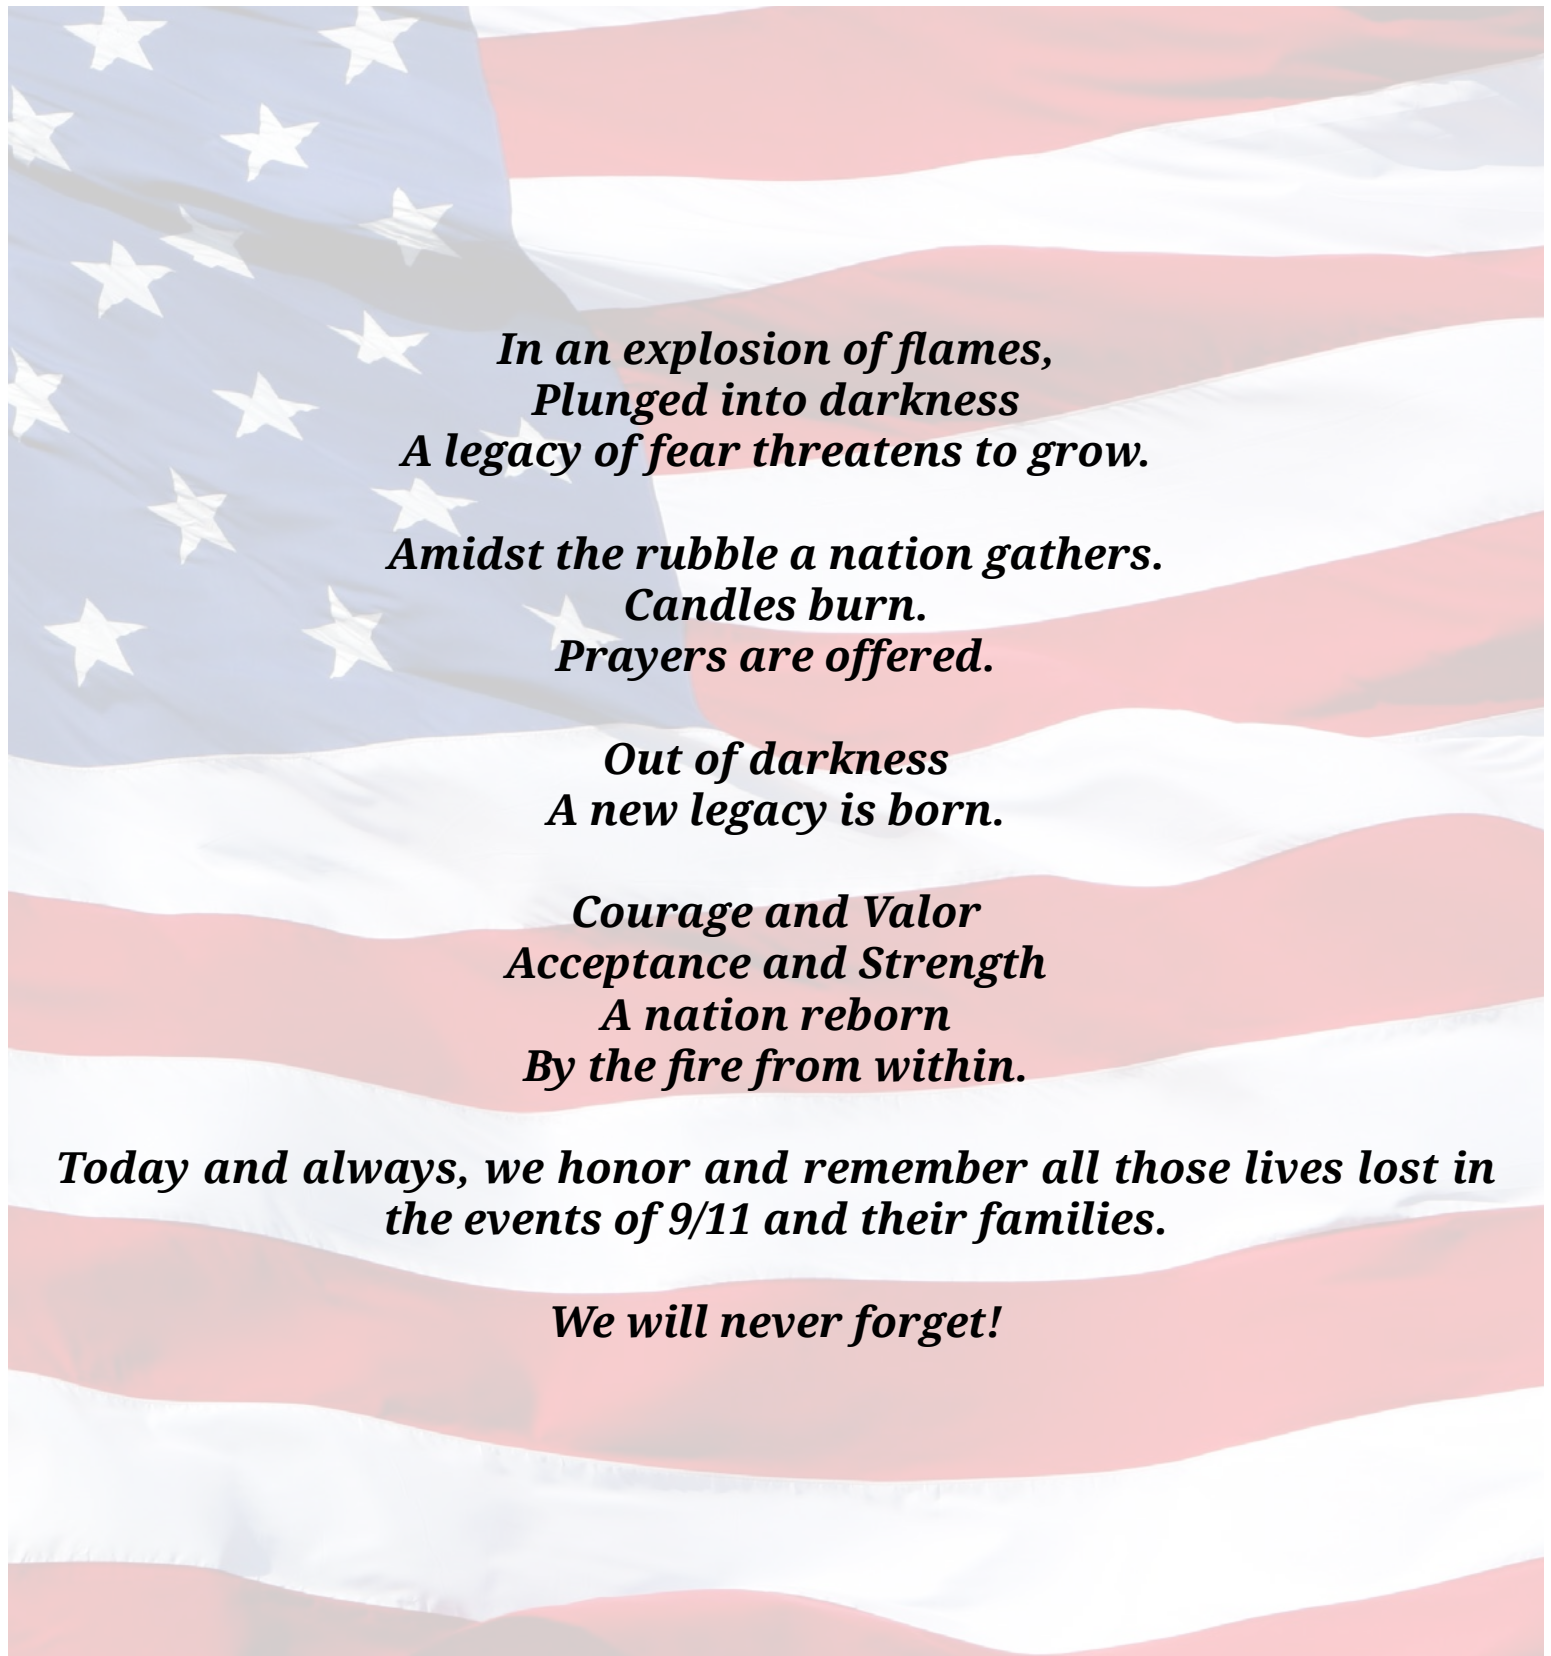 In an explosion of flames,
Plunged into darkness
A legacy of fear threatens to grow.
Amidst the rubble a nation gathers.
Candles burn.
Prayers are offered.
Out of darkness
A new legacy is born.
Courage and Valor
Acceptance and Strength
A nation reborn
By the fire from within.
Today and always, we honor and remember all those lives lost in
the events of 9/11 and their families.
We will never forget!